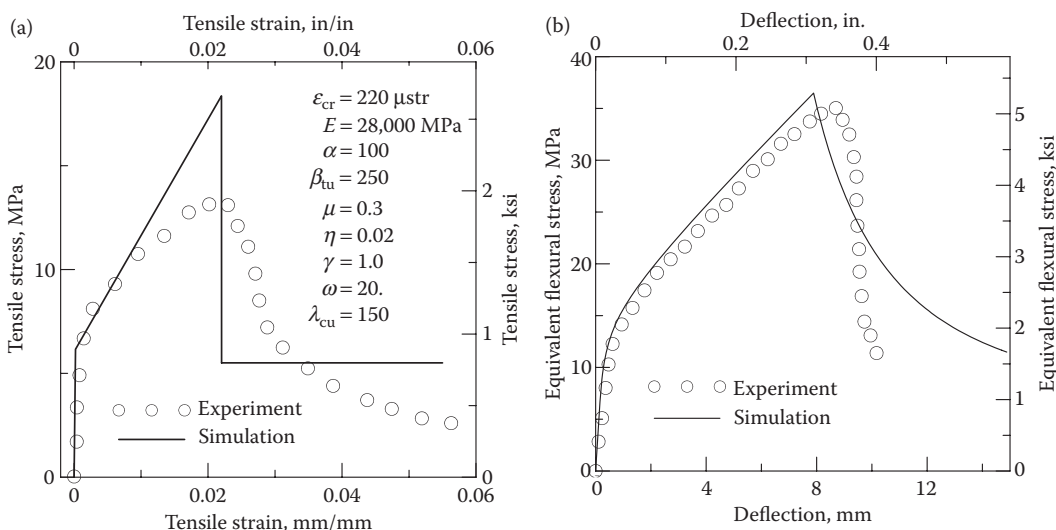 (a)
Tensile strain, in/in
0 0.02 0.04 0.06
20
10
0
Tensile stress, MPa
εcr = 220 μstr
E = 28,000 MPa
α = 100
βtu = 250
μ = 0.3
η = 0.02
γ = 1.0
ω = 20.
λcu = 150
2
1
0
Tensile stress, ksi
Experiment
Simulation
0 0.02 0.04 0.06
Tensile strain, mm/mm
(b)
Deflection, in.
0 0.2 0.4
40
30
20
10
0
Equivalent flexural stress, MPa
5
4
3
2
1
0
Equivalent flexural stress, ksi
Experiment
Simulation
0 4 8 12
Deflection, mm